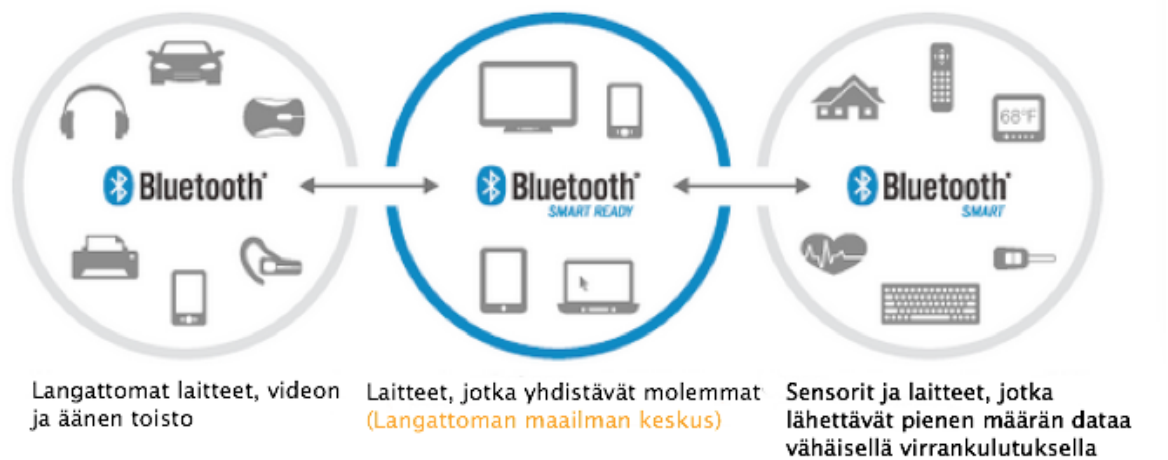 68°F
Bluetooth
Bluetooth
SMART READY
Bluetooth
SMART
Langattomat laitteet, videon
ja äänen toisto
Laitteet, jotka yhdistävät molemmat
(Langattoman maailman keskus)
Sensorit ja laitteet, jotka
lähettävät pienen määrän dataa
vähäisellä virrankulutuksella